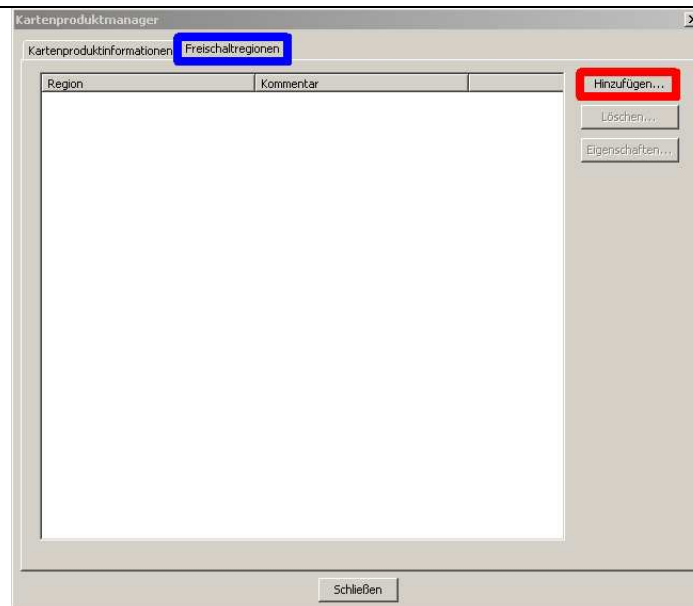 Kartenproduktmanager
Kartenproduktinformationen Freischaltregionen
Region Kommentar Hinzufügen...
Löschen...
Eigenschaften...
Schließen